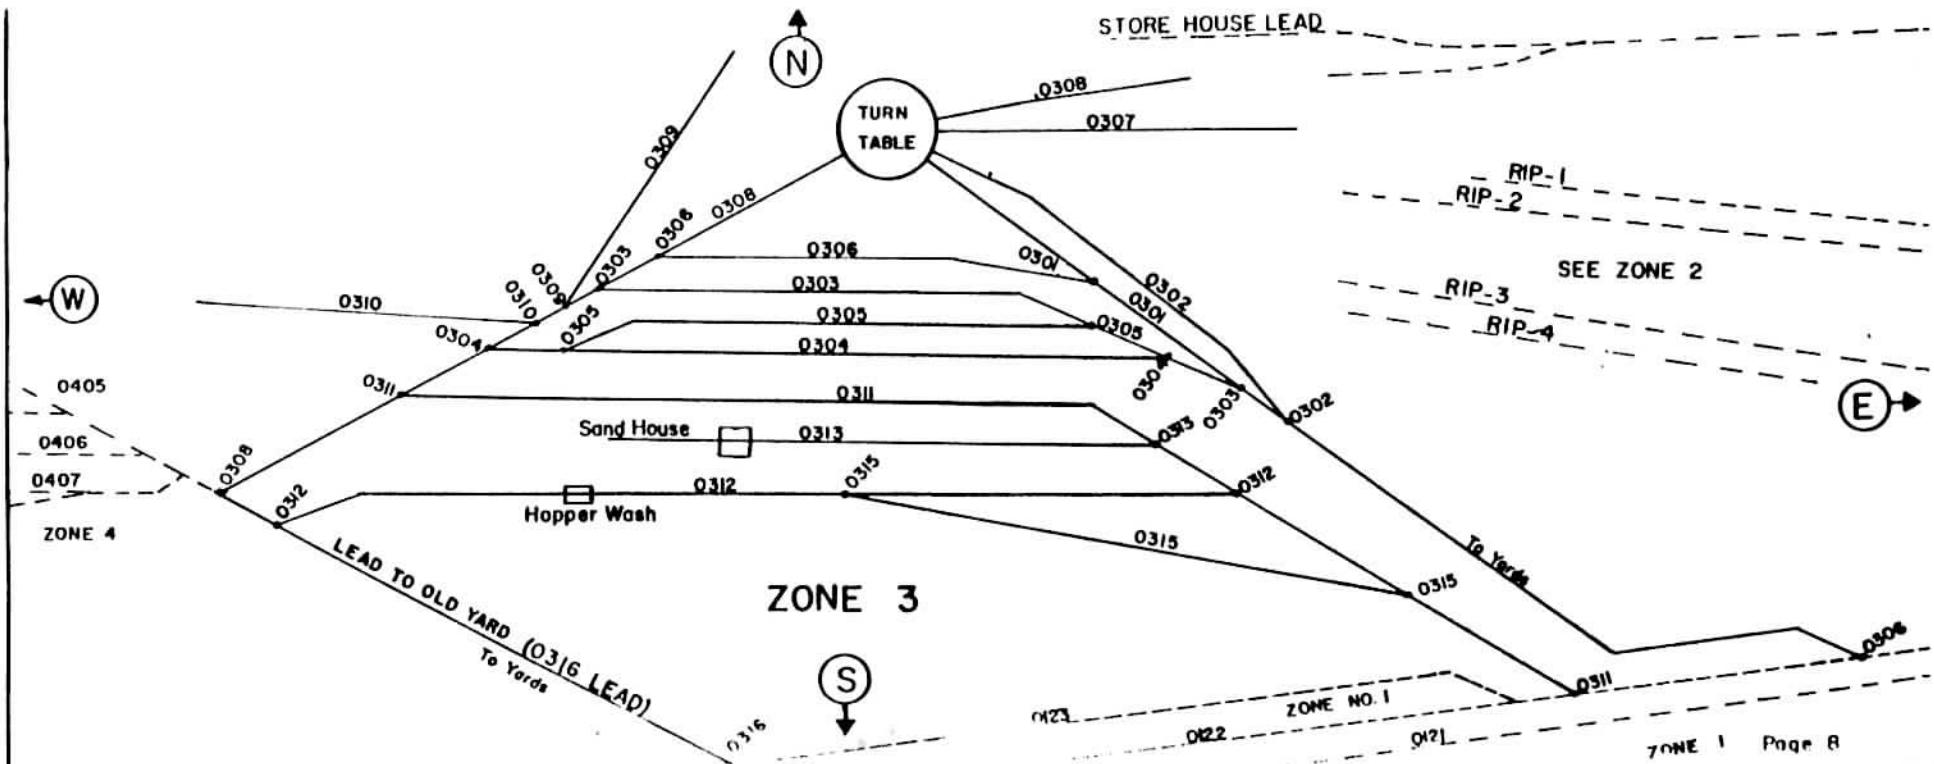 STORE HOUSE LEAD
N
TURN
TABLE
0308
0307
0309
RIP-1
RIP-2
0308
0306
0303
0306
0301
SEE ZONE 2
W
0309
0310
0310
0303
0302
0301
RIP-3
RIP-4
0305
0305
0305
0304
0304
0304
E
0405
0311
0311
0303
0302
0406
Sand House
0313
0313
0407
0308
0312
0312
0315
0312
Hopper Wash
ZONE 4
0315
LEAD TO OLD YARD (0316 LEAD)
To Yards
To Yards
ZONE 3
0315
0306
S
0311
0316
0123
ZONE NO. 1
0122
0121
ZONE 1 Page 8